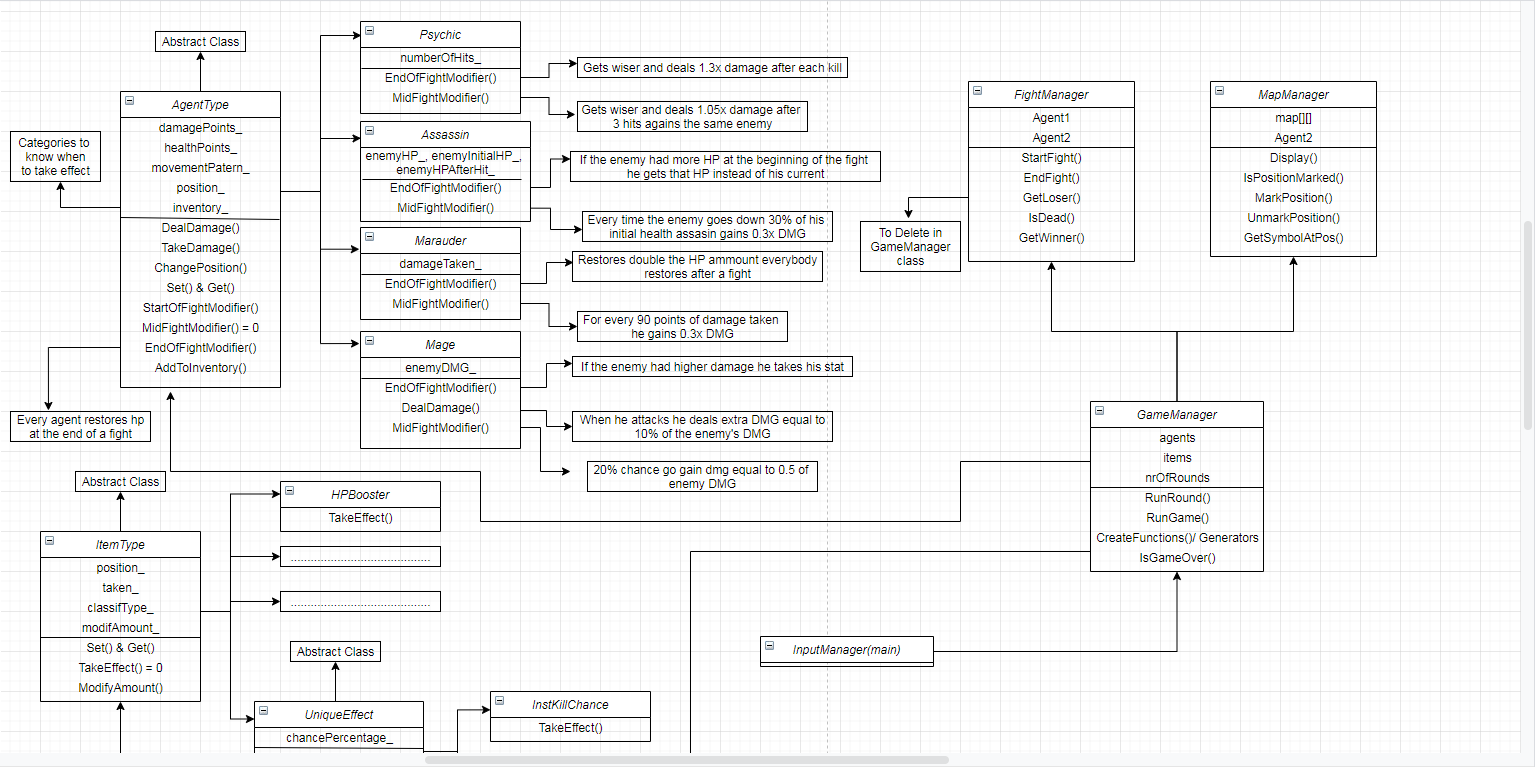 Abstract Class
AgentType
damagePoints_
healthPoints_
movementPatern_
position_
inventory_
DealDamage()
TakeDamage()
ChangePosition()
Set() & Get()
StartOfFightModifier()
MidFightModifier() = 0
EndOfFightModifier()
AddToInventory()
Categories to
know when
to take effect
Every agent restores hp
at the end of a fight
Psychic
numberOfHits_
EndOfFightModifier()
MidFightModifier()
Gets wiser and deals 1.3x damage after each kill
Gets wiser and deals 1.05x damage after
3 hits agains the same enemy
Assassin
enemyHP_, enemyInitialHP_,
enemyHPAfterHit_
EndOfFightModifier()
MidFightModifier()
If the enemy had more HP at the beginning of the fight
he gets that HP instead of his current
Every time the enemy goes down 30% of his
initial health assasin gains 0.3x DMG
Marauder
damageTaken_
EndOfFightModifier()
MidFightModifier()
Restores double the HP ammount everybody
restores after a fight
For every 90 points of damage taken
he gains 0.3x DMG
Mage
enemyDMG_
EndOfFightModifier()
DealDamage()
MidFightModifier()
If the enemy had higher damage he takes his stat
When he attacks he deals extra DMG equal to
10% of the enemy's DMG
20% chance go gain dmg equal to 0.5 of
enemy DMG
FightManager
Agent1
Agent2
StartFight()
EndFight()
GetLoser()
IsDead()
GetWinner()
To Delete in
GameManager
class
MapManager
map[][]
Agent2
Display()
IsPositionMarked()
MarkPosition()
UnmarkPosition()
GetSymbolAtPos()
GameManager
agents
items
nrOfRounds
RunRound()
RunGame()
CreateFunctions()/ Generators
IsGameOver()
InputManager(main)
Abstract Class
ItemType
position_
taken_
classifType_
modifAmount_
Set() & Get()
TakeEffect() = 0
ModifyAmount()
HPBooster
TakeEffect()
..........................................
..........................................
Abstract Class
UniqueEffect
chancePercentage_
InstKillChance
TakeEffect()